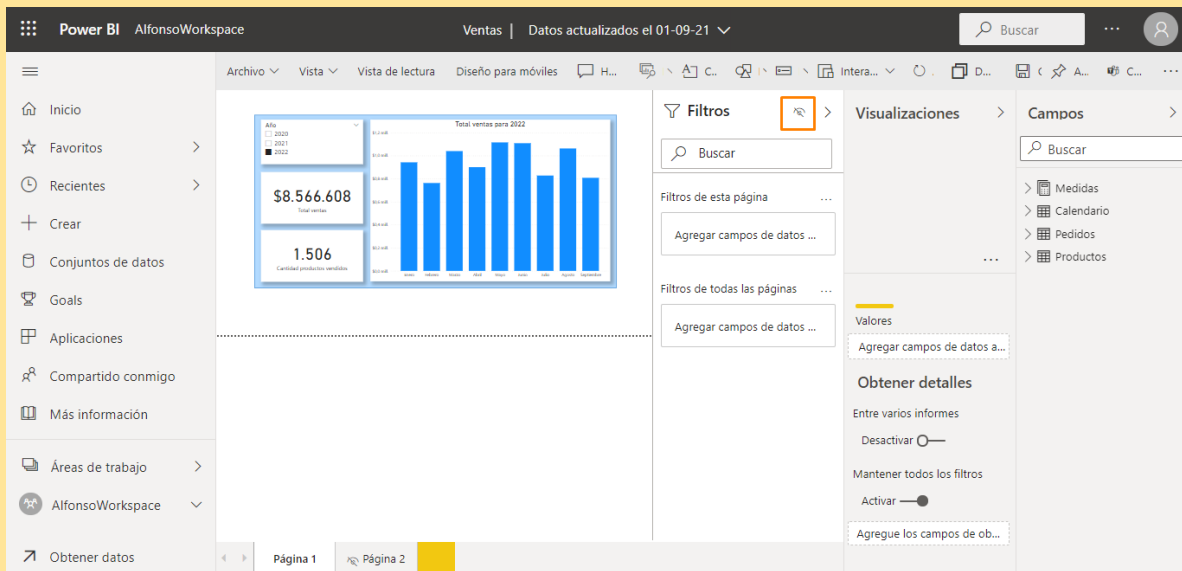 Power BI AlfonsoWorkspace
Ventas | Datos actualizados el 01-09-21
Buscar
Archivo Vista Vista de lectura Diseño para móviles H... C... Intera... D... A... C...
Inicio
Favoritos
Recientes
Crear
Conjuntos de datos
Goals
Aplicaciones
Compartido conmigo
Más información
Áreas de trabajo
AlfonsoWorkspace
Obtener datos
Año
2020
2021
2022
$8.566.608
Total ventas
1.506
Cantidad productos vendidos
Total ventas para 2022
Filtros
Buscar
Filtros de esta página ...
Agregar campos de datos ...
Filtros de todas las páginas ...
Agregar campos de datos ...
Visualizaciones
...
Valores
Agregar campos de datos a...
Obtener detalles
Entre varios informes
Desactivar
Mantener todos los filtros
Activar
Agregue los campos de ob...
Campos
Buscar
Medidas
Calendario
Pedidos
Productos
Página 1 Página 2